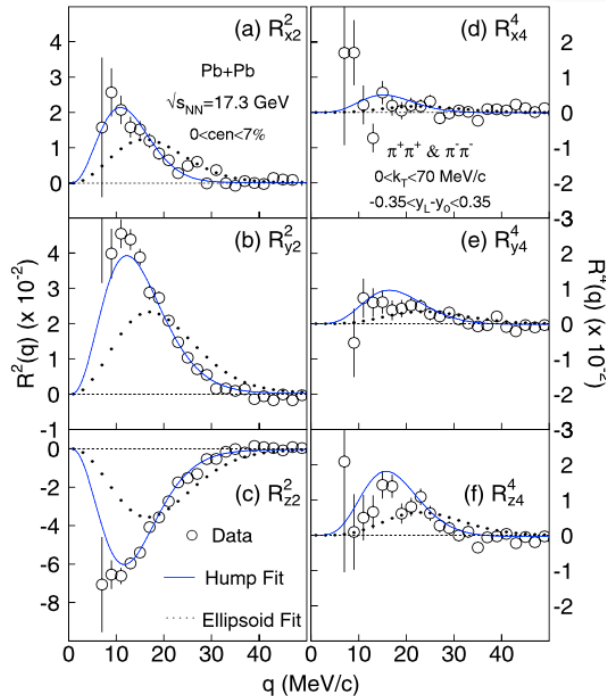 (a) R²ₓ₂
Pb+Pb
√sNN=17.3 GeV
0<cen<7%
4
3
2
1
0
(d) R⁴ₓ₄
π⁺π⁺ & π⁻π⁻
0<kT<70 MeV/c
-0.35<yL-y0<0.35
2
1
0
-1
-2
-3
(b) R²y2
4
3
2
1
0
-1
R²(q) (x 10⁻²)
(e) R⁴y4
2
1
0
-1
-2
-3
R⁴(q) (x 10⁻²)
0
-2
-4
-6
-8
(c) R²z2
Data
Hump Fit
Ellipsoid Fit
(f) R⁴z4
2
1
0
-1
-2
0 10 20 30 40 0 10 20 30 40
q (MeV/c) q (MeV/c)